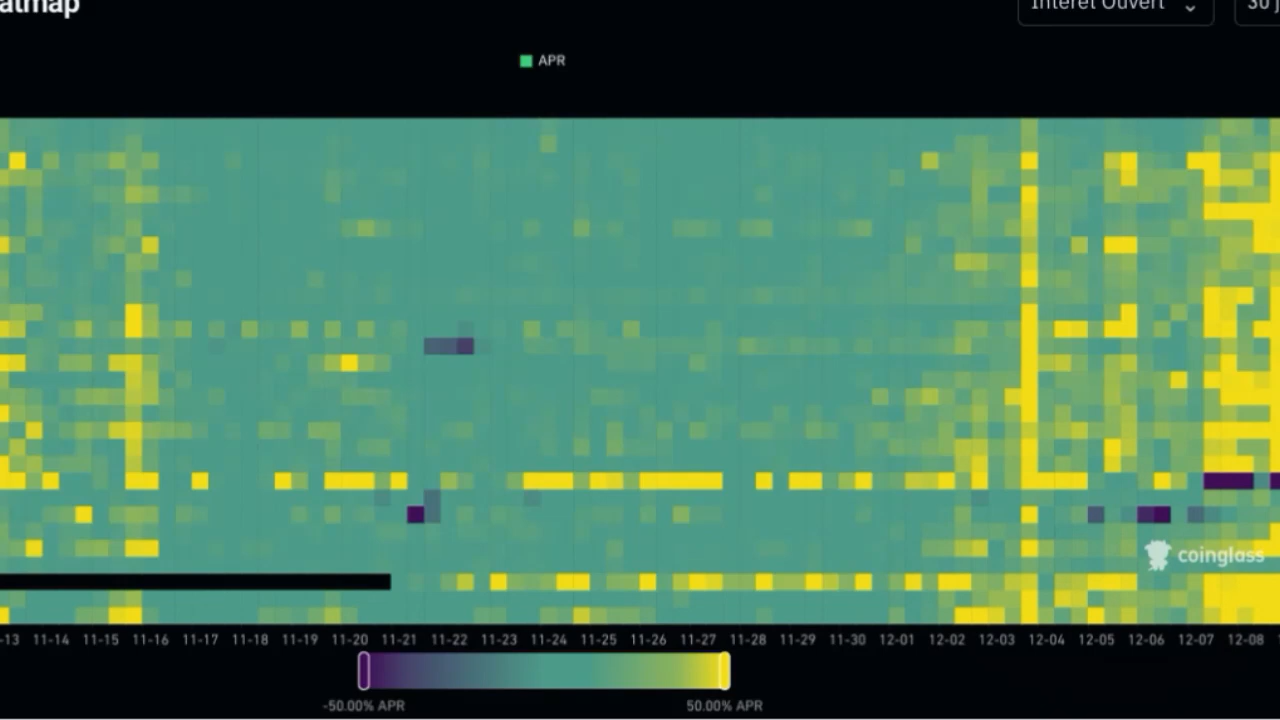 atmap
Intérêt Ouvert
30 j
APR
coinglass
-13 11-14 11-15 11-16 11-17 11-18 11-19 11-20 11-21 11-22 11-23 11-24 11-25 11-26 11-27 11-28 11-29 11-30 12-01 12-02 12-03 12-04 12-05 12-06 12-07 12-08
-50.00% APR 50.00% APR